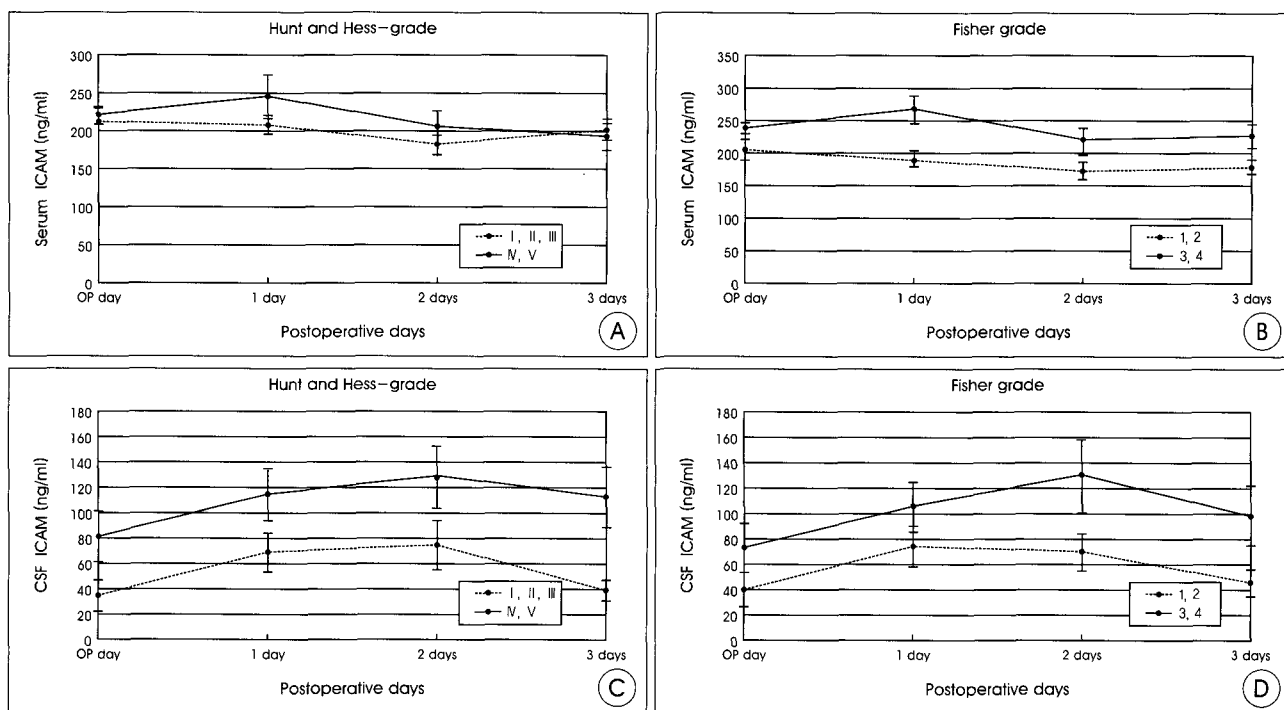 Hunt and Hess-grade
Serum ICAM (ng/ml)
300
250
200
150
100
50
0
I, II, III
IV, V
OP day 1 day 2 days 3 days
Postoperative days
A
Fisher grade
Serum ICAM (ng/ml)
350
300
250
200
150
100
50
0
1, 2
3, 4
OP day 1 day 2 days 3 days
Postoperative days
B
Hunt and Hess-grade
CSF ICAM (ng/ml)
180
160
140
120
100
80
60
40
20
0
I, II, III
IV, V
OP day 1 day 2 days 3 days
Postoperative days
C
Fisher grade
CSF ICAM (ng/ml)
180
160
140
120
100
80
60
40
20
0
1, 2
3, 4
OP day 1 day 2 days 3 days
Postoperative days
D